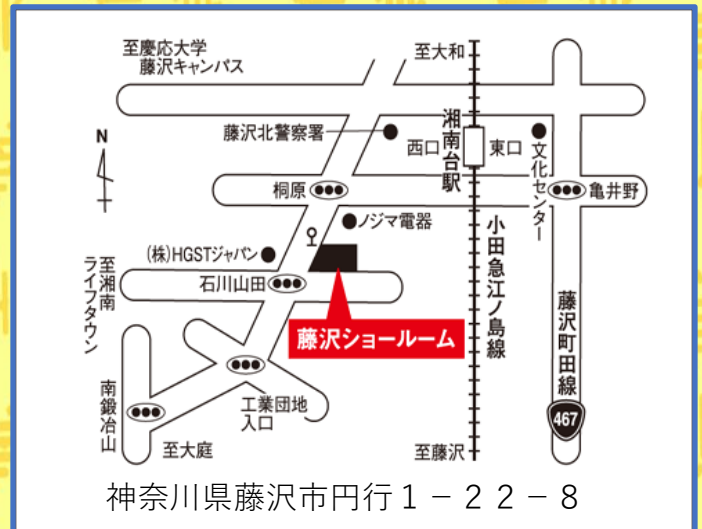 至慶応大学
藤沢キャンパス
至大和
藤沢北警察署
西口
湘南台駅
東口
文化センター
N
桐原
亀井野
ノジマ電器
(株)HGSTジャパン
至湘南
ライフタウン
石川山田
小田急江ノ島線
藤沢ショールーム
藤沢町田線
467
南鍛冶山
工業団地
入口
至大庭
至藤沢
神奈川県藤沢市円行１－２２－８